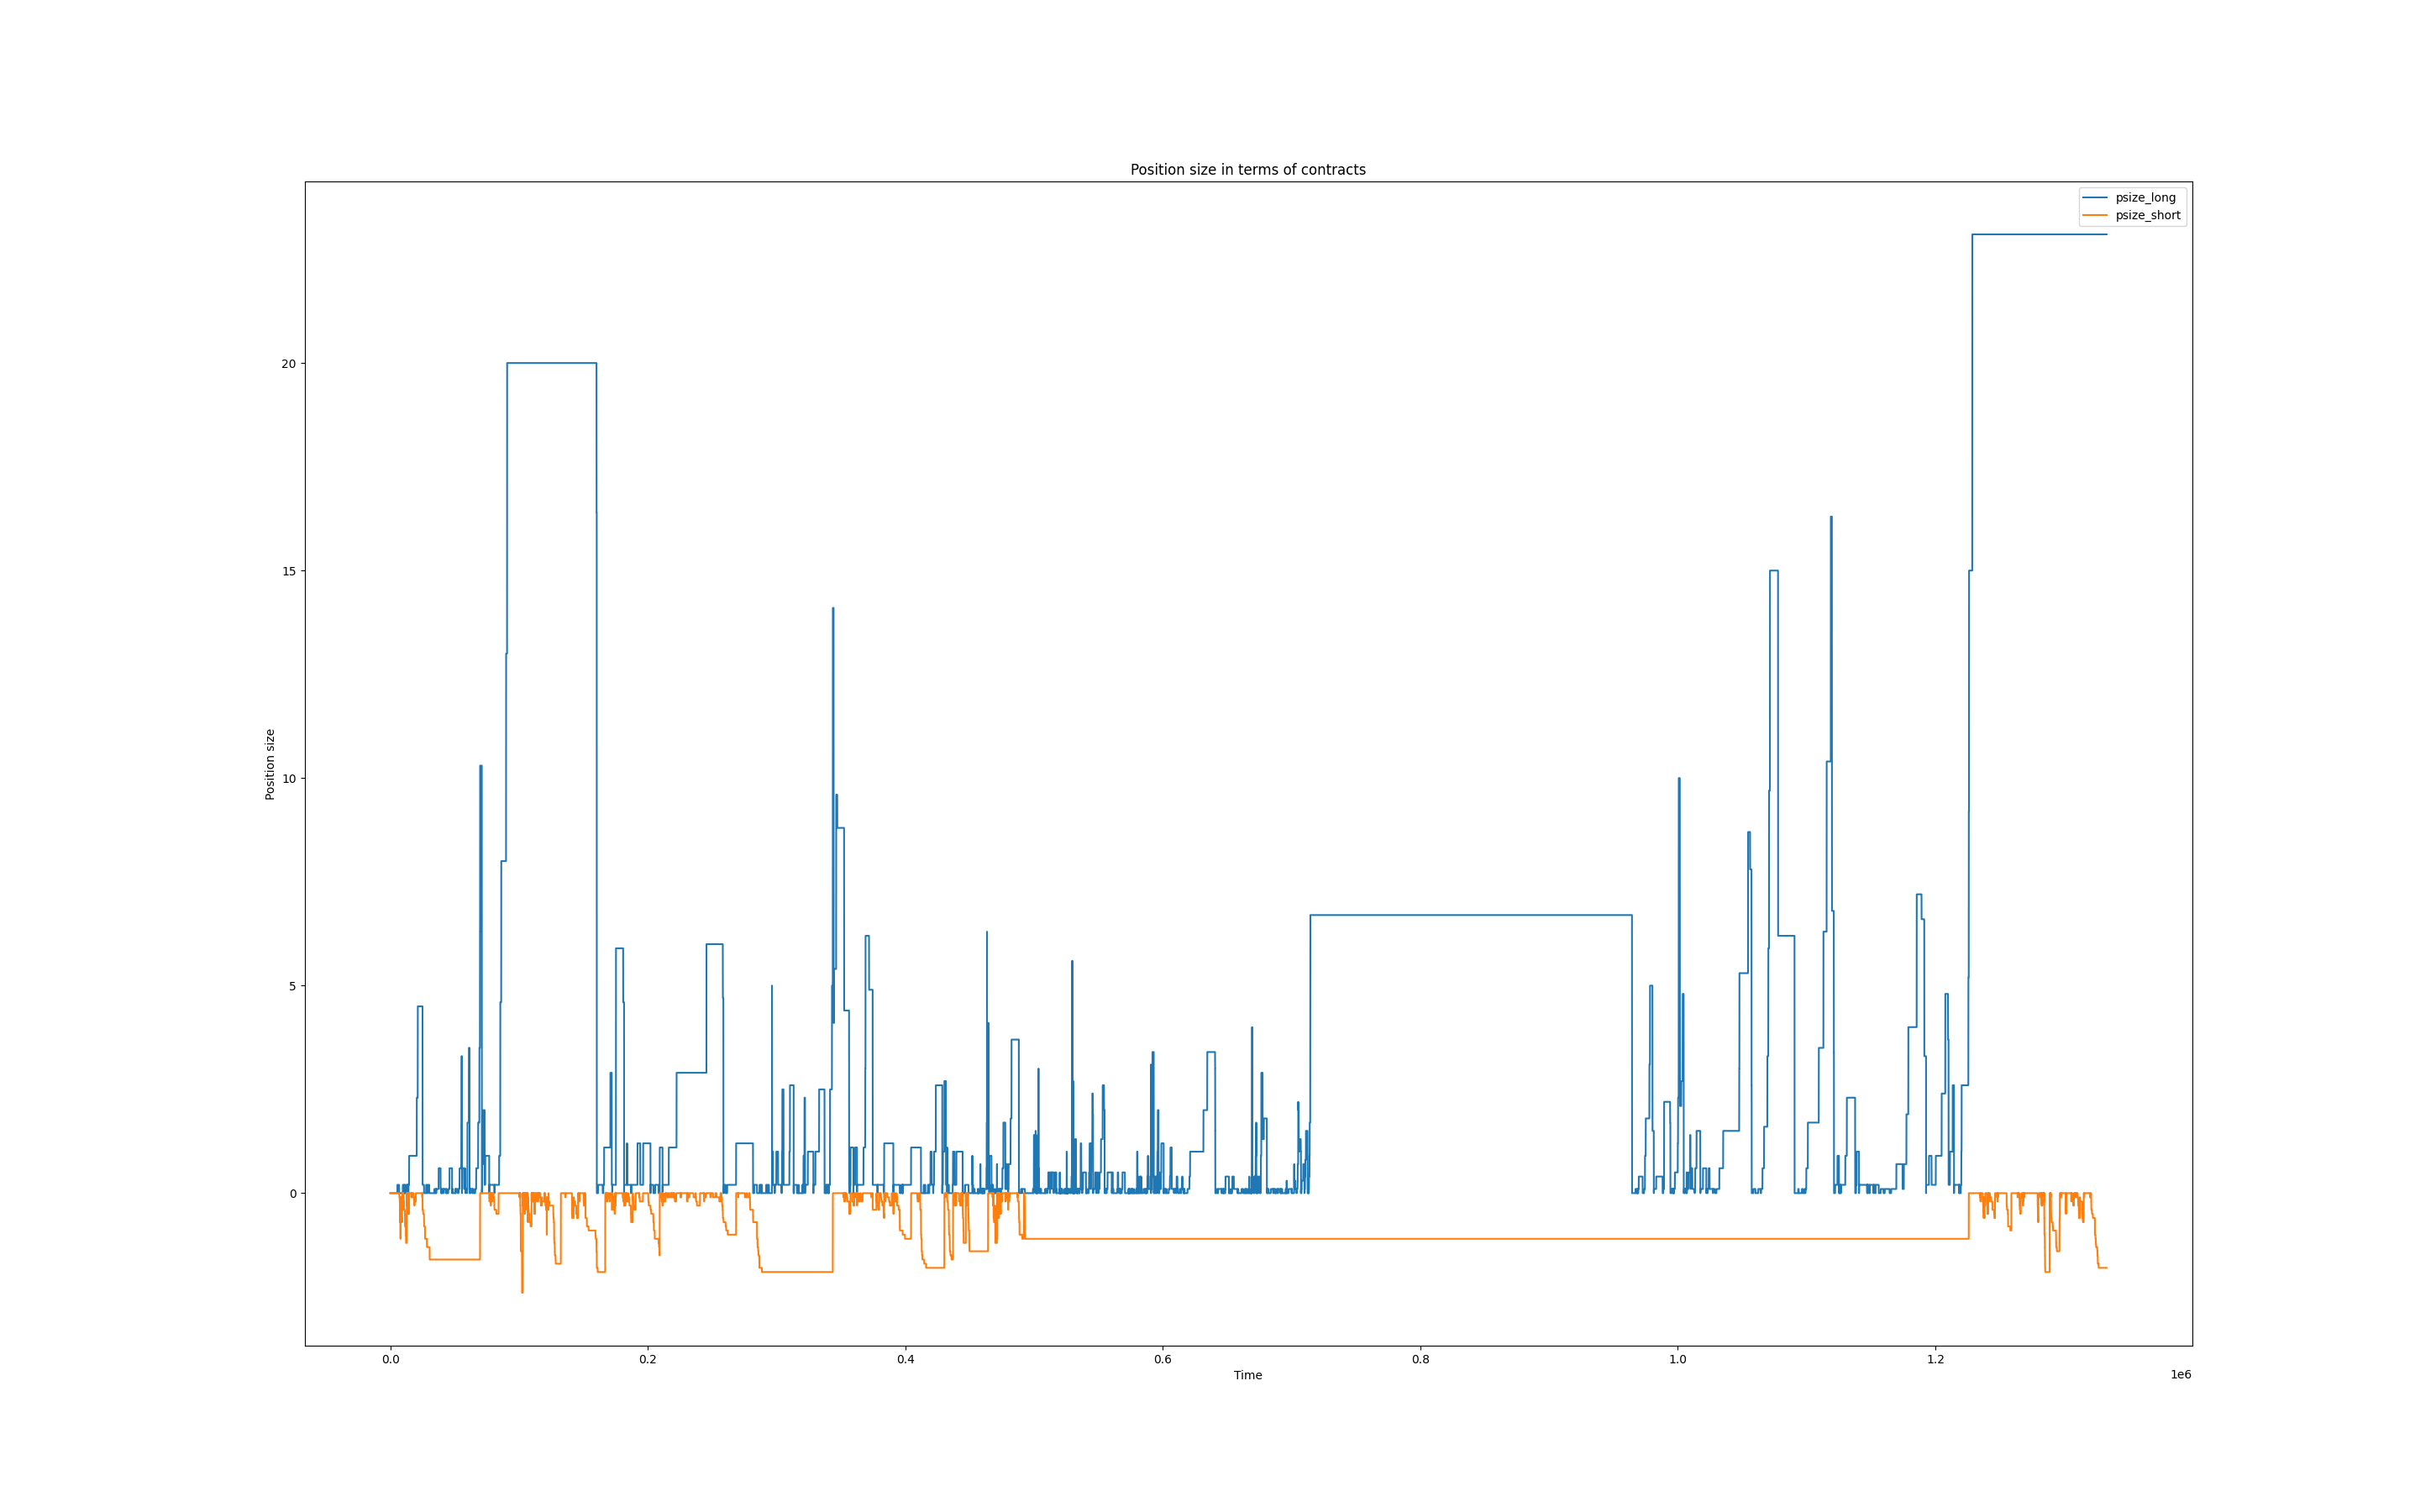 Position size in terms of contracts
psize_long
psize_short
20
15
10
5
0
Position size
0.0 0.2 0.4 0.6 0.8 1.0 1.2
Time
1e6